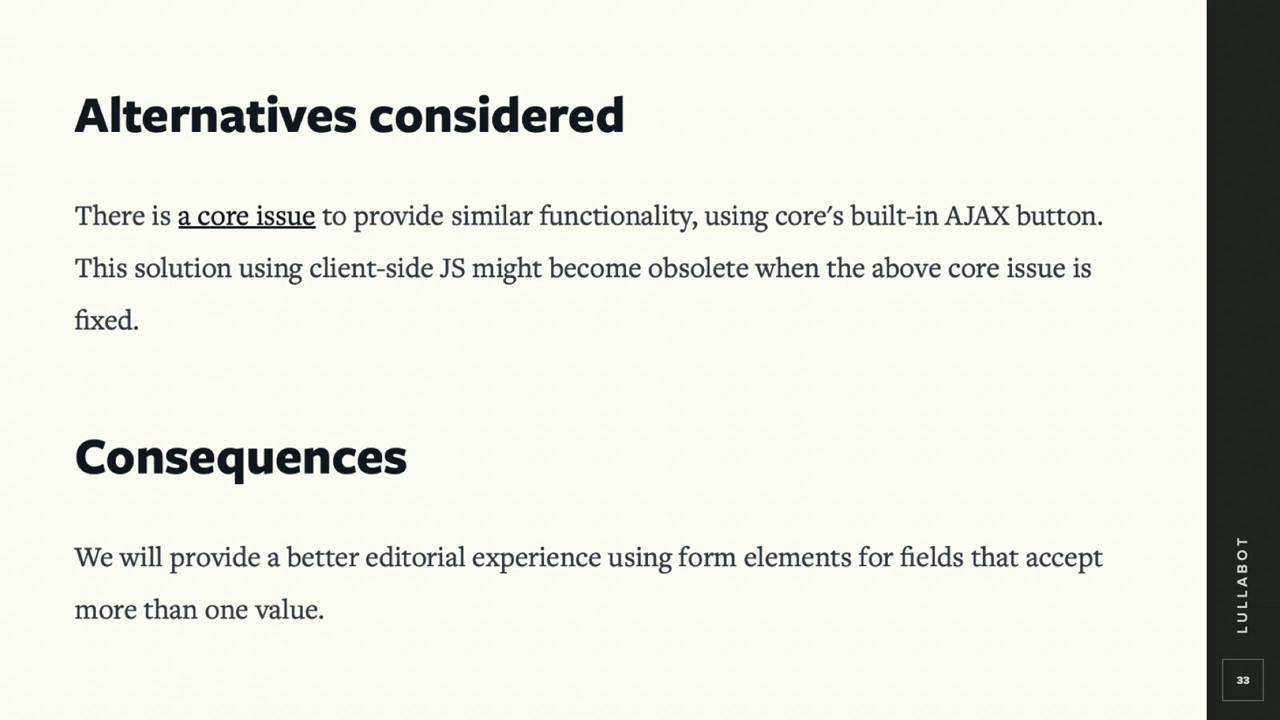 Alternatives considered
There is a core issue to provide similar functionality, using core's built-in AJAX button.
This solution using client-side JS might become obsolete when the above core issue is
fixed.
Consequences
We will provide a better editorial experience using form elements for fields that accept
more than one value.
LULLABOT
33